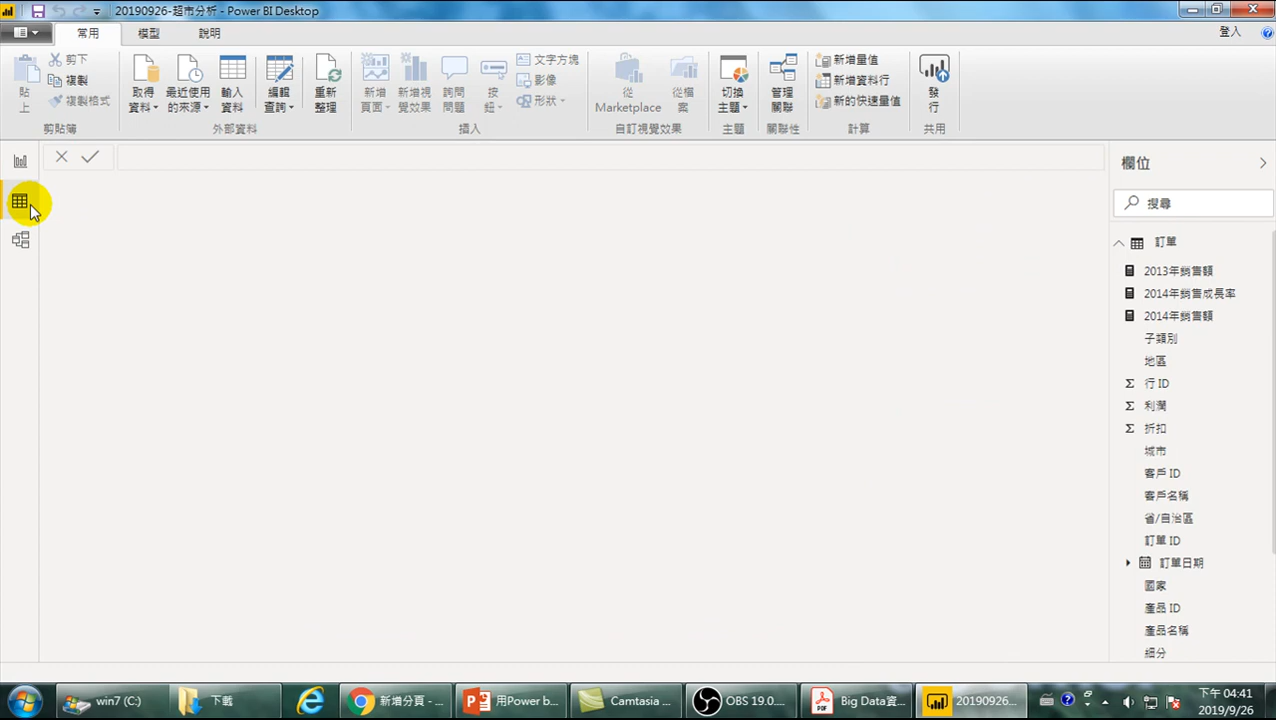 20190926-超市分析 - Power BI Desktop
常用
模型
說明
登入
貼上
剪下
複製
複製格式
取得資料
最近使用的來源
輸入資料
編輯查詢
重新整理
新增頁面
新增視覺效果
詢問問題
按鈕
文字方塊
影像
形狀
從 Marketplace
從檔案
切換主題
管理關聯
新增量值
新增資料行
新的快速量值
發行
剪貼簿
外部資料
插入
自訂視覺效果
主題
關聯性
計算
共用
欄位
搜尋
訂單
2013年銷售額
2014年銷售成長率
2014年銷售額
子類別
地區
Σ 行 ID
Σ 利潤
Σ 折扣
城市
客戶 ID
客戶名稱
省/自治區
訂單 ID
訂單日期
國家
產品 ID
產品名稱
細分
win7 (C:)
下載
新增分頁 - ...
用Power b...
Camtasia ...
OBS 19.0....
Big Data資...
20190926...
下午 04:41
2019/9/26